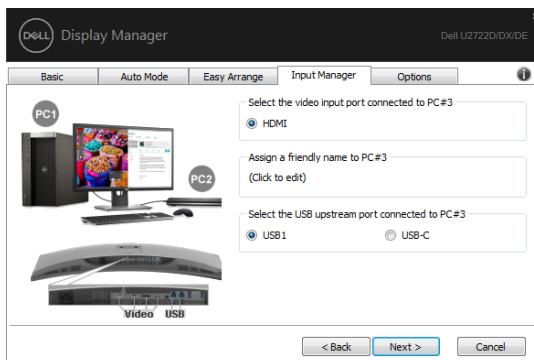 DELL Display Manager
Dell U2722D/DX/DE
Basic
Auto Mode
Easy Arrange
Input Manager
Options
PC1
PC2
Video USB
Select the video input port connected to PC#3
HDMI
Assign a friendly name to PC#3
(Click to edit)
Select the USB upstream port connected to PC#3
USB1
USB-C
< Back
Next >
Cancel